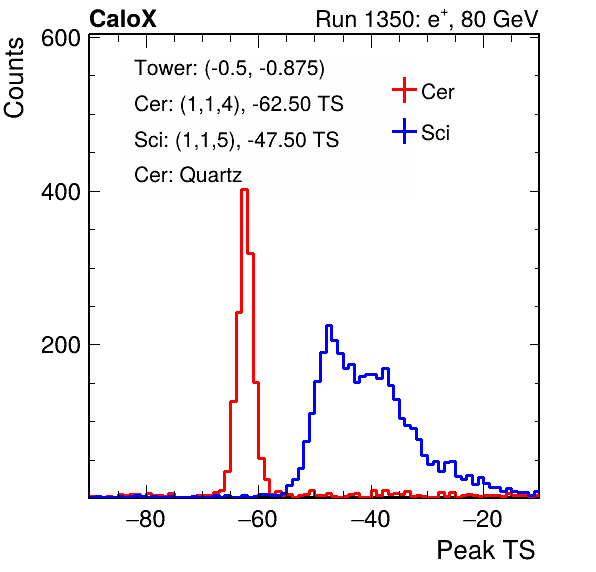 CaloX Run 1350: e⁺, 80 GeV
Counts
600
400
200
Tower: (-0.5, -0.875)
Cer: (1,1,4), -62.50 TS
Sci: (1,1,5), -47.50 TS
Cer: Quartz
Cer
Sci
−80 −60 −40 −20
Peak TS